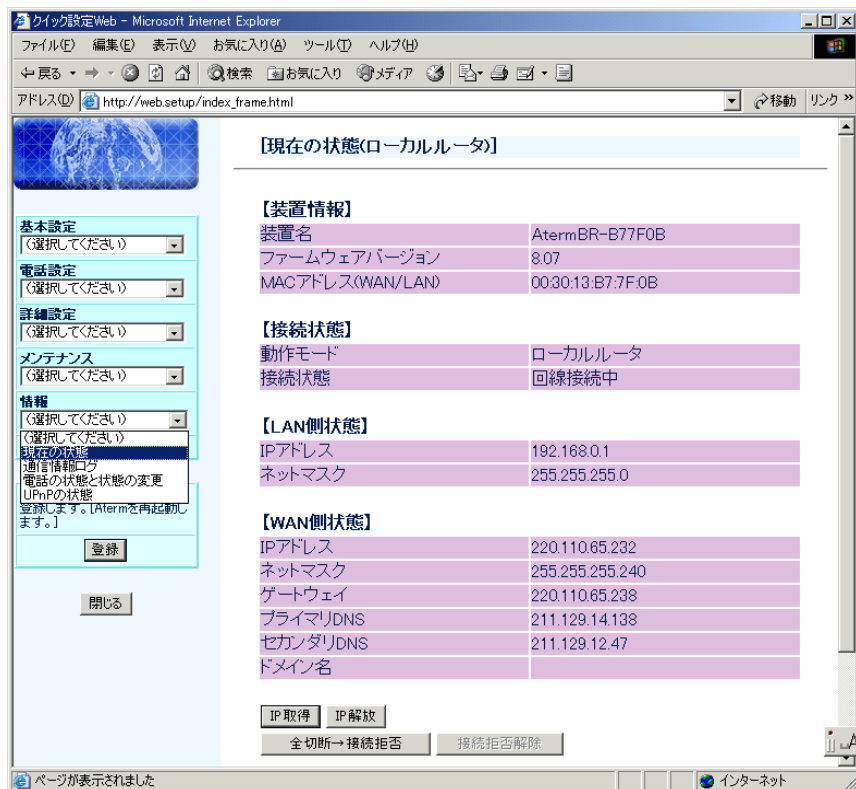 クイック設定Web - Microsoft Internet Explorer
ファイル(F) 編集(E) 表示(V) お気に入り(A) ツール(T) ヘルプ(H)
戻る 検索 お気に入り メディア
アドレス(D) http://web.setup/index_frame.html 移動 リンク »
[現在の状態(ローカルルータ)]
基本設定
(選択してください)
電話設定
(選択してください)
詳細設定
(選択してください)
メンテナンス
(選択してください)
情報
(選択してください)
(選択してください)
現在の状態
通信情報ログ
電話の状態と状態の変更
UPnPの状態
登録します。[Atermを再起動し
ます。]
登録
閉じる
【装置情報】
装置名 AtermBR-B77F0B
ファームウェアバージョン 8.07
MACアドレス(WAN/LAN) 00:30:13:B7:7F:0B
【接続状態】
動作モード ローカルルータ
接続状態 回線接続中
【LAN側状態】
IPアドレス 192.168.0.1
ネットマスク 255.255.255.0
【WAN側状態】
IPアドレス 220.110.65.232
ネットマスク 255.255.255.240
ゲートウェイ 220.110.65.238
プライマリDNS 211.129.14.138
セカンダリDNS 211.129.12.47
ドメイン名
IP取得 IP解放
全切断→接続拒否 接続拒否解除
ページが表示されました インターネット